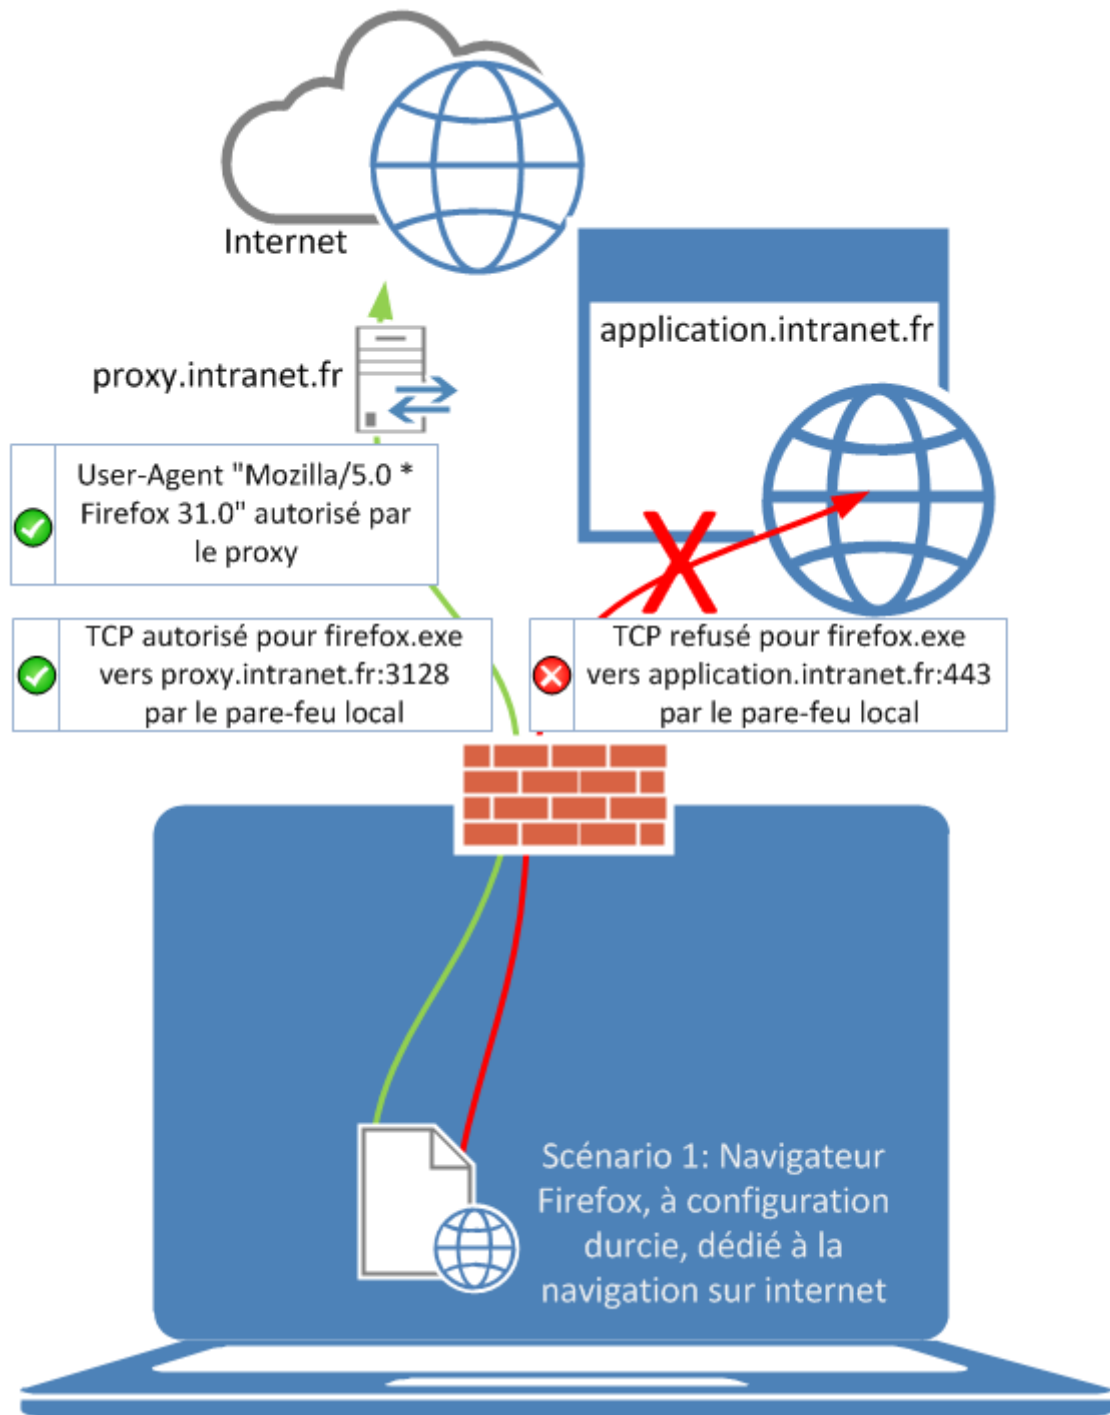 Internet
application.intranet.fr
proxy.intranet.fr
User-Agent "Mozilla/5.0 *
Firefox 31.0" autorisé par
le proxy
TCP autorisé pour firefox.exe
vers proxy.intranet.fr:3128
par le pare-feu local
TCP refusé pour firefox.exe
vers application.intranet.fr:443
par le pare-feu local
Scénario 1: Navigateur
Firefox, à configuration
durcie, dédié à la
navigation sur internet